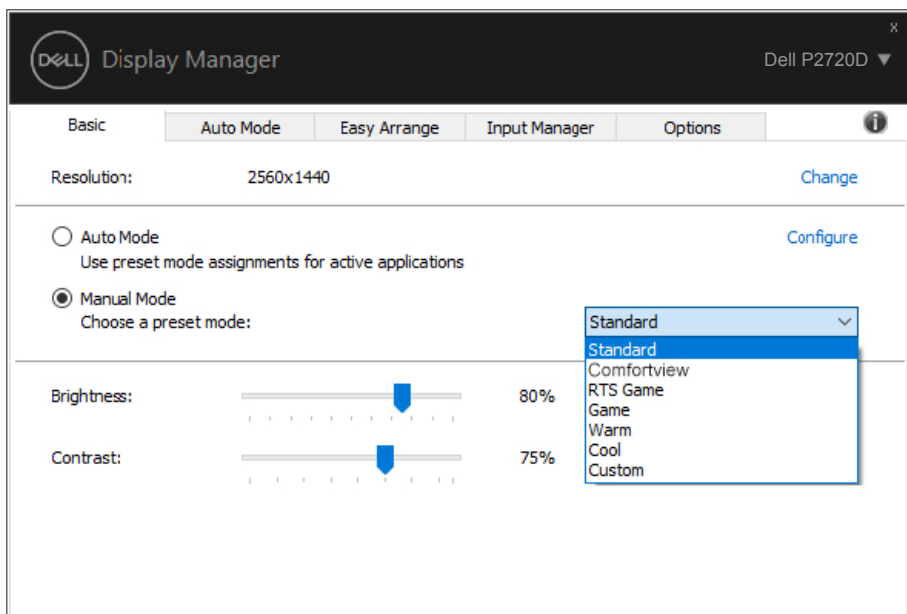 DELL Display Manager
x
Dell P2720D ▼
Basic Auto Mode Easy Arrange Input Manager Options i
Resolution: 2560x1440 Change
Auto Mode Configure
Use preset mode assignments for active applications
Manual Mode
Choose a preset mode: Standard
Standard
Comfortview
RTS Game
Game
Warm
Cool
Custom
Brightness: 80%
Contrast: 75%